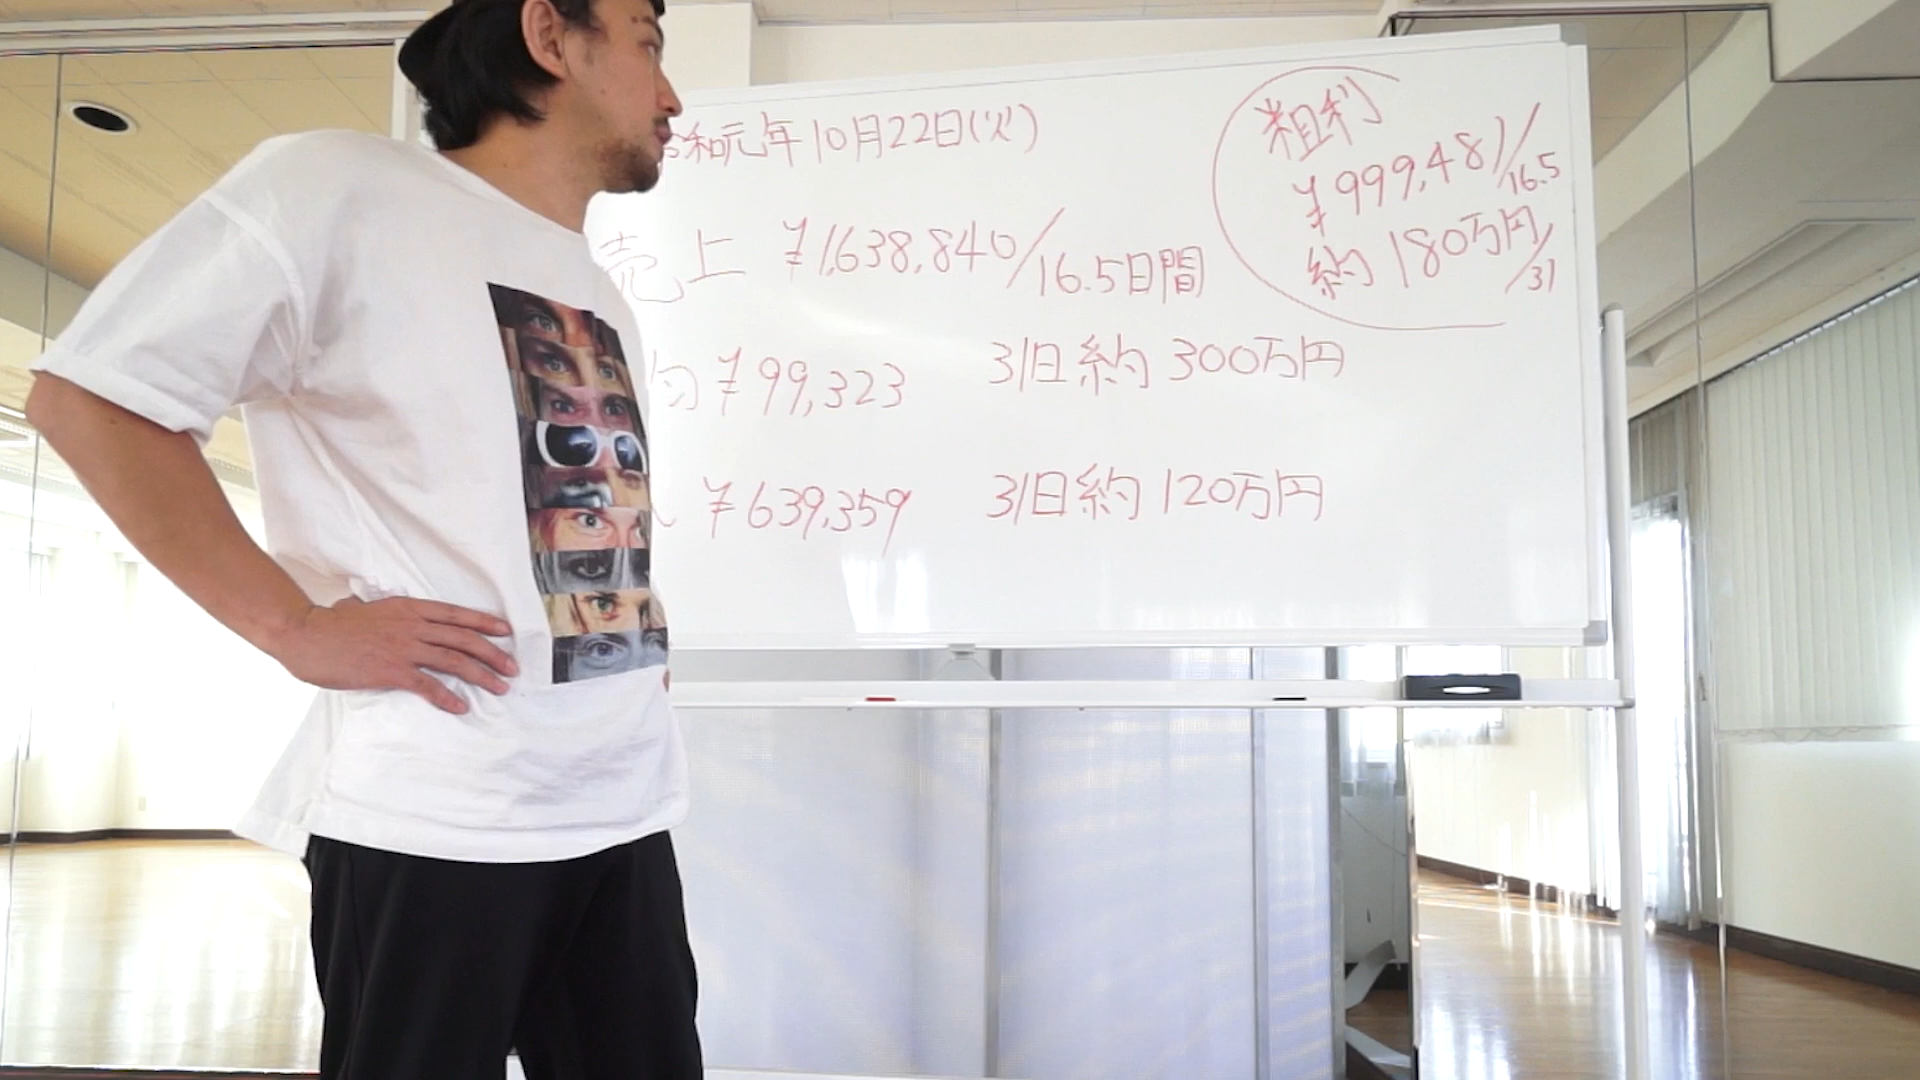 和元年10月22日(火)
売上 ¥1,638,840/16.5日間
均 ¥99,323 31日約300万円
¥639,359 31日約120万円
粗利
¥999,481/16.5
約180万円/31